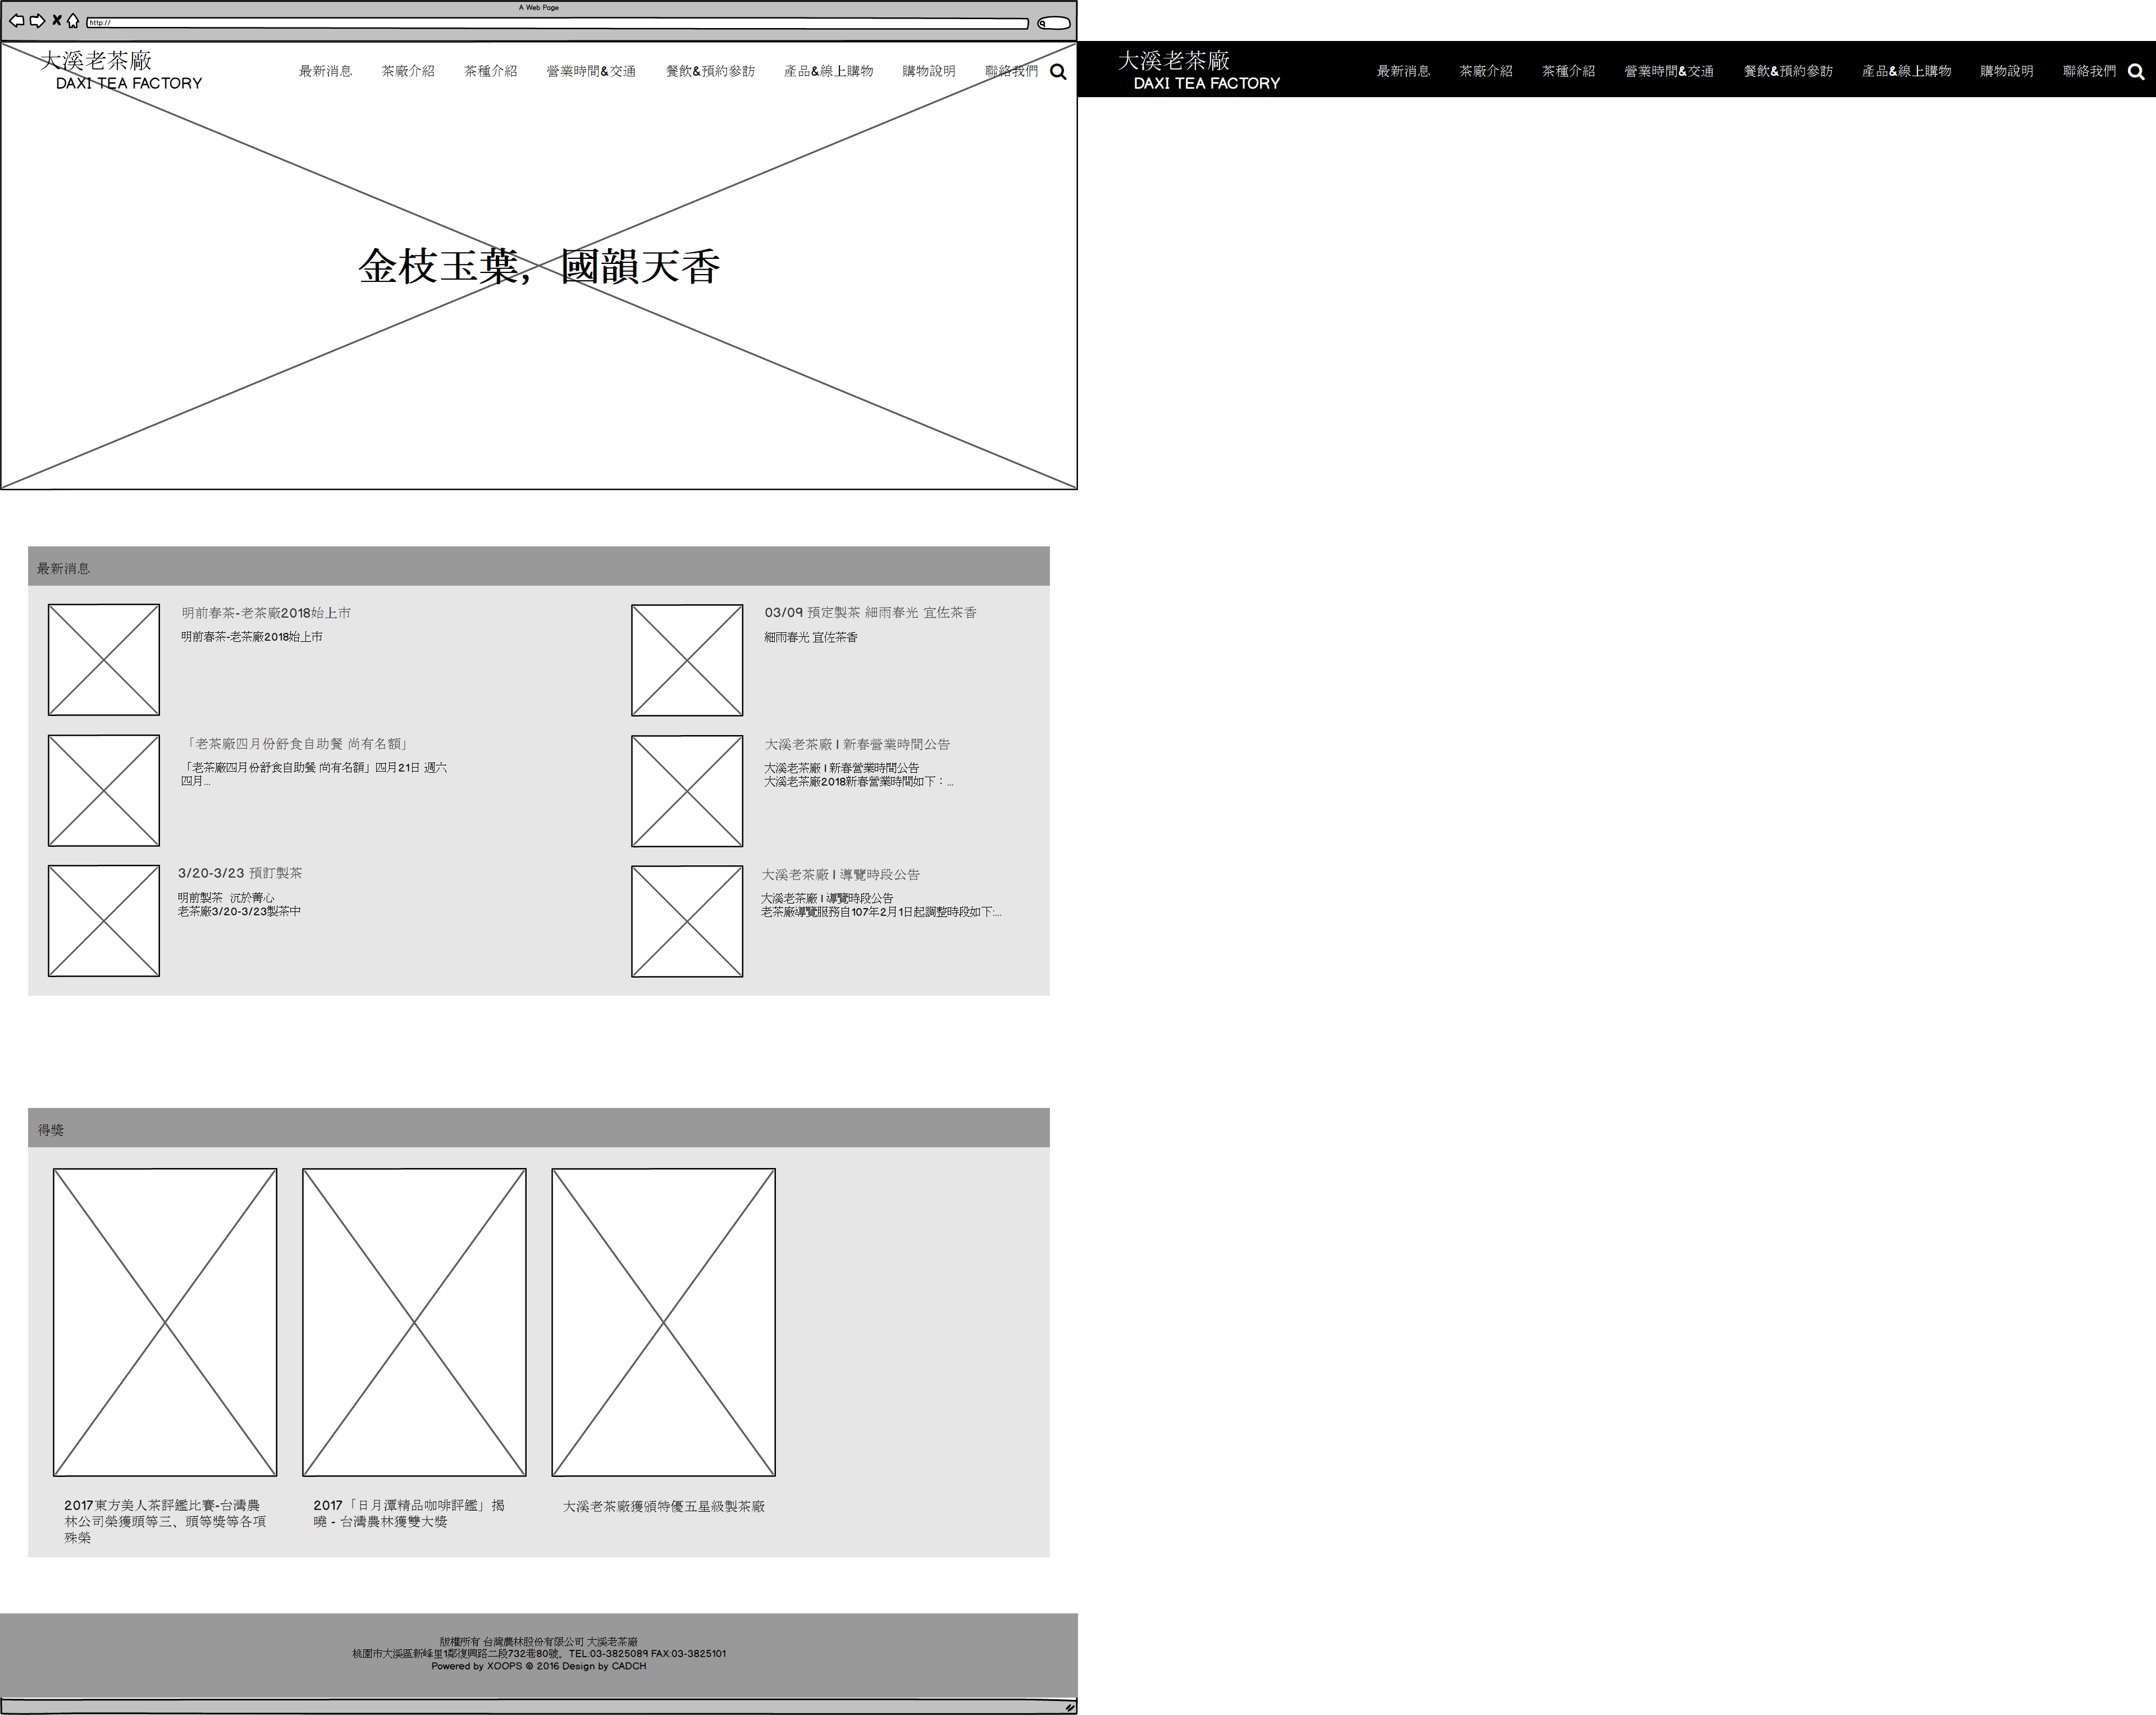 A Web Page
http://
大溪老茶廠
DAXI TEA FACTORY
最新消息 茶廠介紹 茶種介紹 營業時間&交通 餐飲&預約參訪 產品&線上購物 購物說明 聯絡我們
大溪老茶廠
DAXI TEA FACTORY
最新消息 茶廠介紹 茶種介紹 營業時間&交通 餐飲&預約參訪 產品&線上購物 購物說明 聯絡我們
金枝玉葉，國韻天香
最新消息
明前春茶-老茶廠2018始上市
明前春茶-老茶廠2018始上市
03/09 預定製茶 細雨春光 宜佐茶香
細雨春光 宜佐茶香
「老茶廠四月份舒食自助餐 尚有名額」
「老茶廠四月份舒食自助餐 尚有名額」四月21日 週六
四月...
大溪老茶廠 l 新春營業時間公告
大溪老茶廠 l 新春營業時間公告
大溪老茶廠2018新春營業時間如下：...
3/20-3/23 預訂製茶
明前製茶 沉於菁心
老茶廠3/20-3/23製茶中
大溪老茶廠 l 導覽時段公告
大溪老茶廠 l 導覽時段公告
老茶廠導覽服務自107年2月1日起調整時段如下:...
得獎
2017東方美人茶評鑑比賽-台灣農
林公司榮獲頭等三、頭等獎等各項
殊榮
2017「日月潭精品咖啡評鑑」揭
曉 - 台灣農林獲雙大獎
大溪老茶廠獲頒特優五星級製茶廠
版權所有 台灣農林股份有限公司 大溪老茶廠
桃園市大溪區新峰里1鄰復興路二段732巷80號。TEL:03-3825089 FAX:03-3825101
Powered by XOOPS © 2016 Design by CADCH